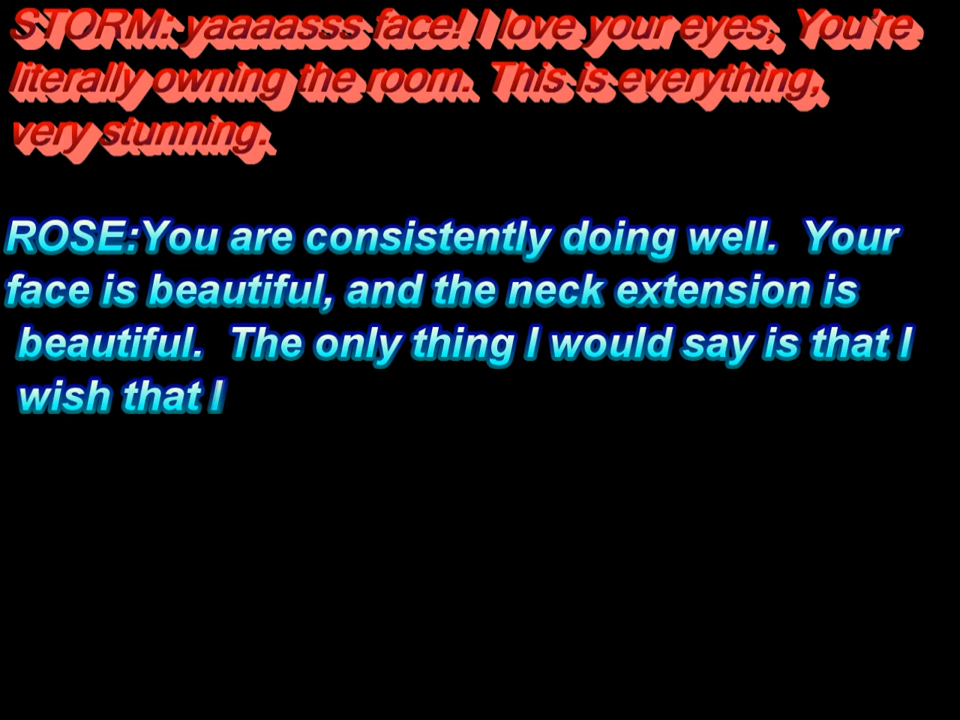 STORM: yaaaasss face! I love your eyes, You're
literally owning the room. This is everything,
very stunning.
ROSE:You are consistently doing well. Your
face is beautiful, and the neck extension is
beautiful. The only thing I would say is that I
wish that I